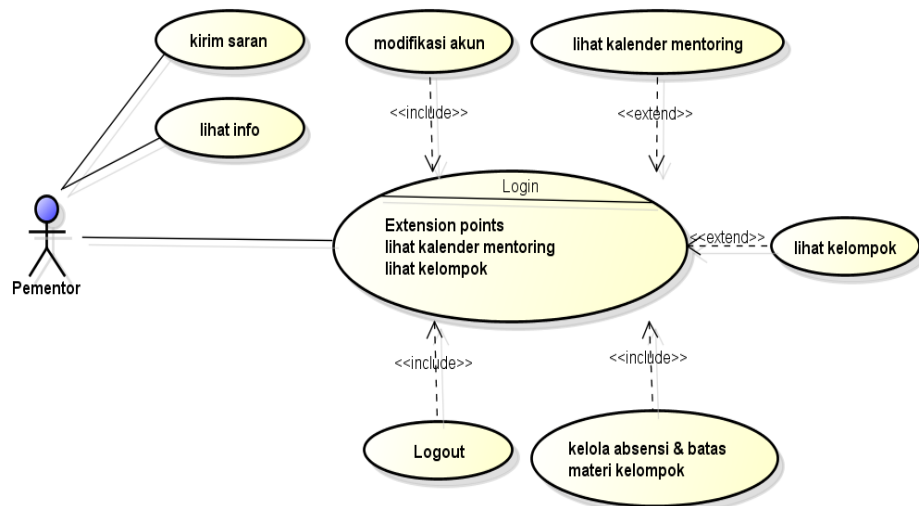 kirim saran
modifikasi akun
lihat kalender mentoring
<<include>>
<<extend>>
lihat info
Login
Extension points
lihat kalender mentoring
lihat kelompok
<<extend>>
lihat kelompok
Pementor
<<include>>
<<include>>
Logout
kelola absensi & batas
materi kelompok